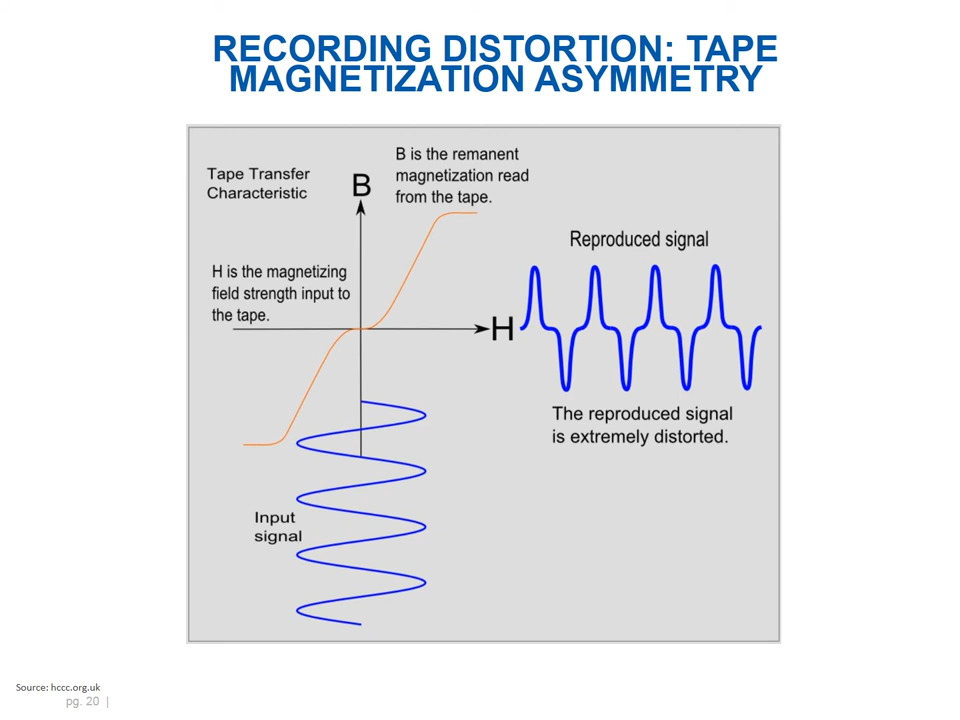 RECORDING DISTORTION: TAPE
MAGNETIZATION ASYMMETRY
Tape Transfer
Characteristic
B
B is the remanent
magnetization read
from the tape.
H is the magnetizing
field strength input to
the tape.
H
Reproduced signal
The reproduced signal
is extremely distorted.
Input
signal
Source: hccc.org.uk
pg. 20 |